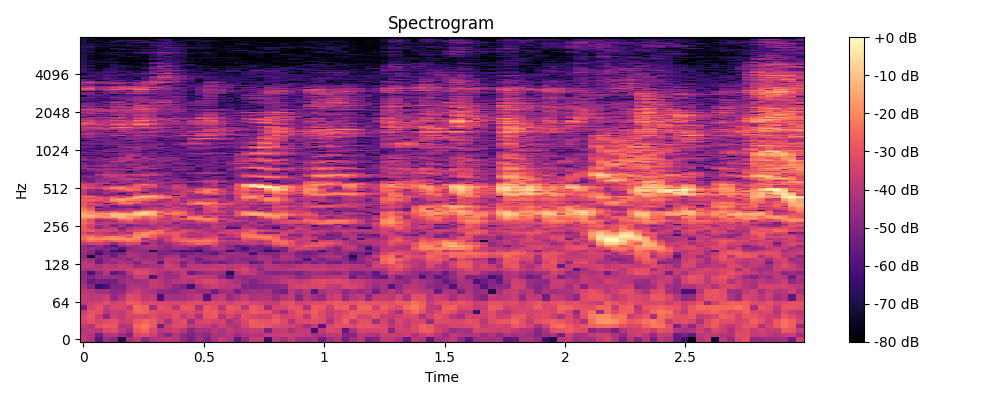 Spectrogram
Hz
4096
2048
1024
512
256
128
64
0
0
0.5
1
1.5
2
2.5
Time
+0 dB
-10 dB
-20 dB
-30 dB
-40 dB
-50 dB
-60 dB
-70 dB
-80 dB